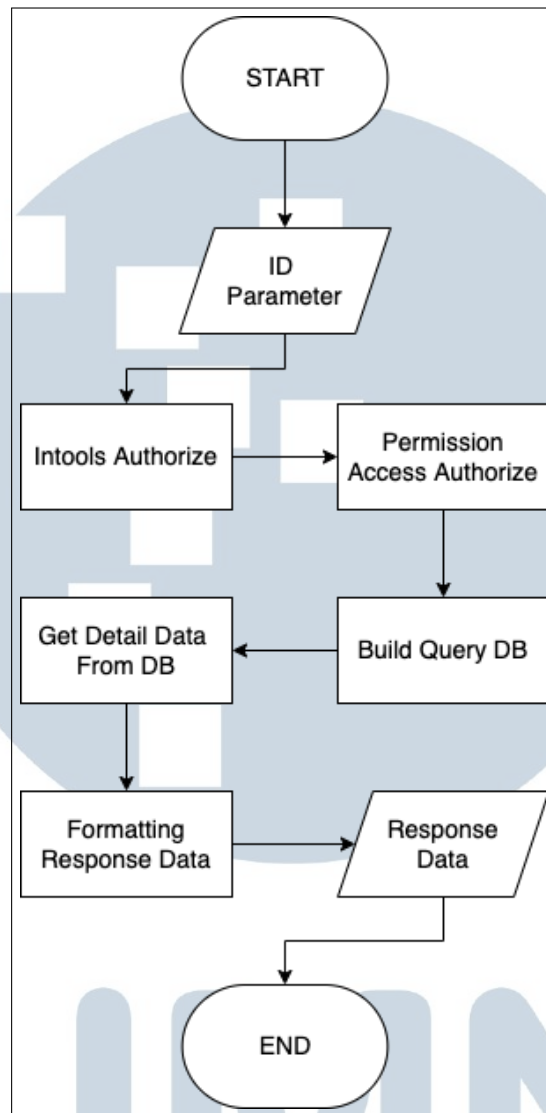 START
ID
Parameter
Intools Authorize
Permission
Access Authorize
Get Detail Data
From DB
Build Query DB
Formatting
Response Data
Response
Data
END